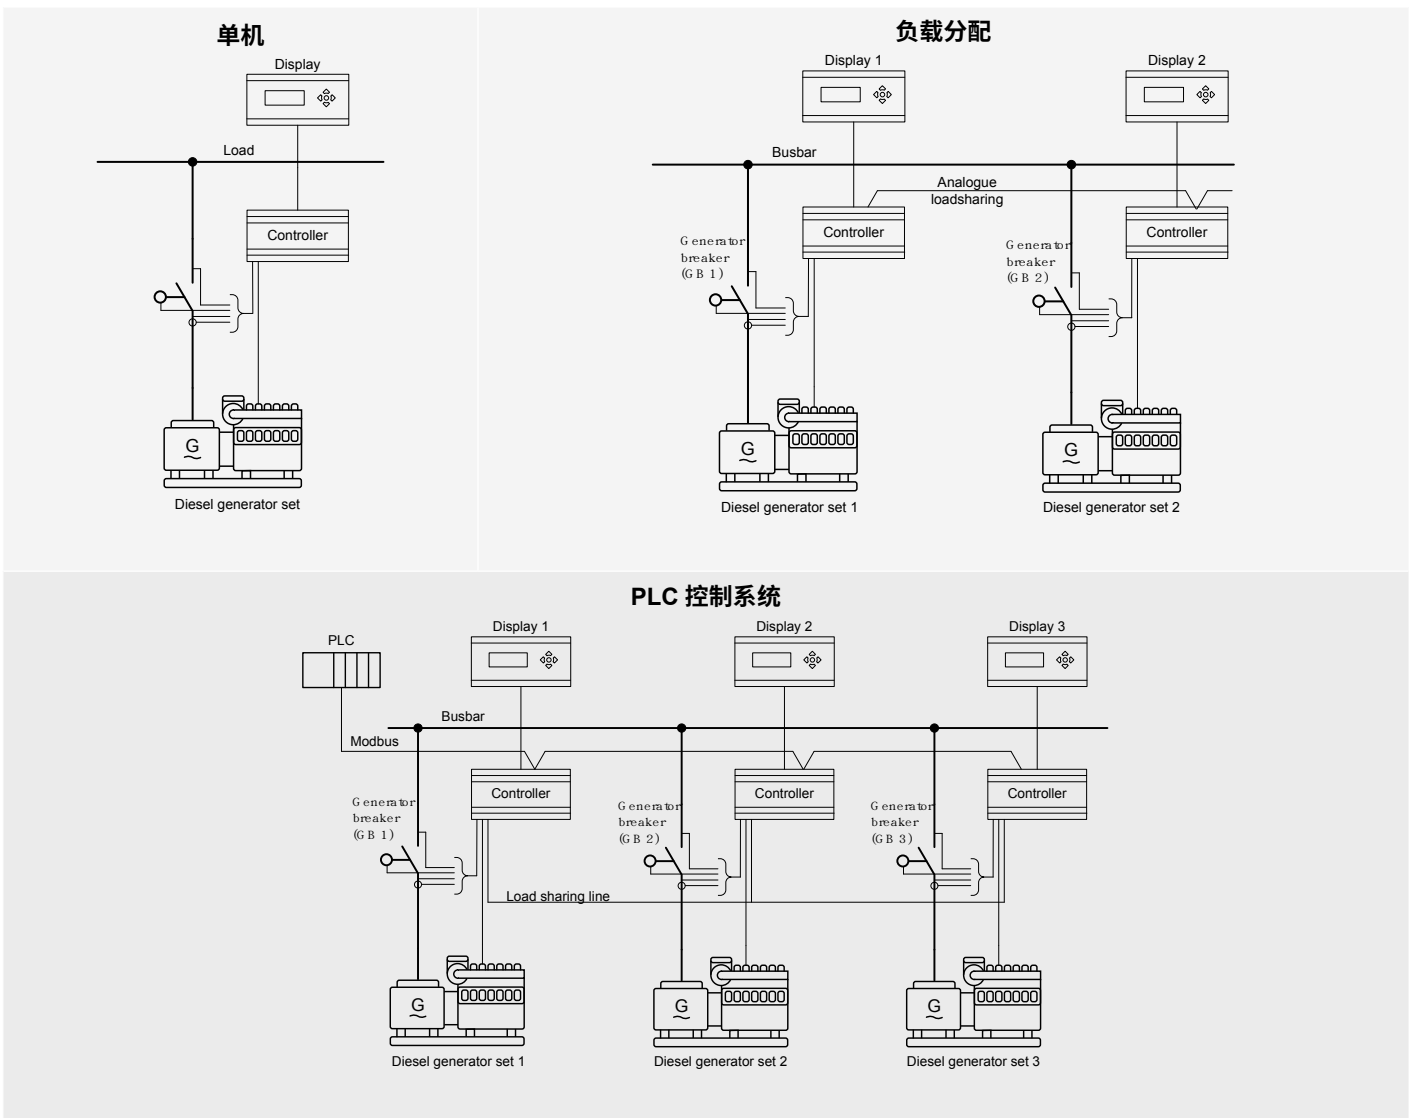 单机
Display
Load
Controller
G
Diesel generator set
负载分配
Display 1
Display 2
Busbar
Analogue
loadsharing
Controller
Controller
Generator
breaker
(GB 1)
Generator
breaker
(GB 2)
G
G
Diesel generator set 1
Diesel generator set 2
PLC 控制系统
PLC
Display 1
Display 2
Display 3
Busbar
Modbus
Controller
Controller
Controller
Generator
breaker
(GB 1)
Generator
breaker
(GB 2)
Generator
breaker
(GB 3)
Load sharing line
G
G
G
Diesel generator set 1
Diesel generator set 2
Diesel generator set 3